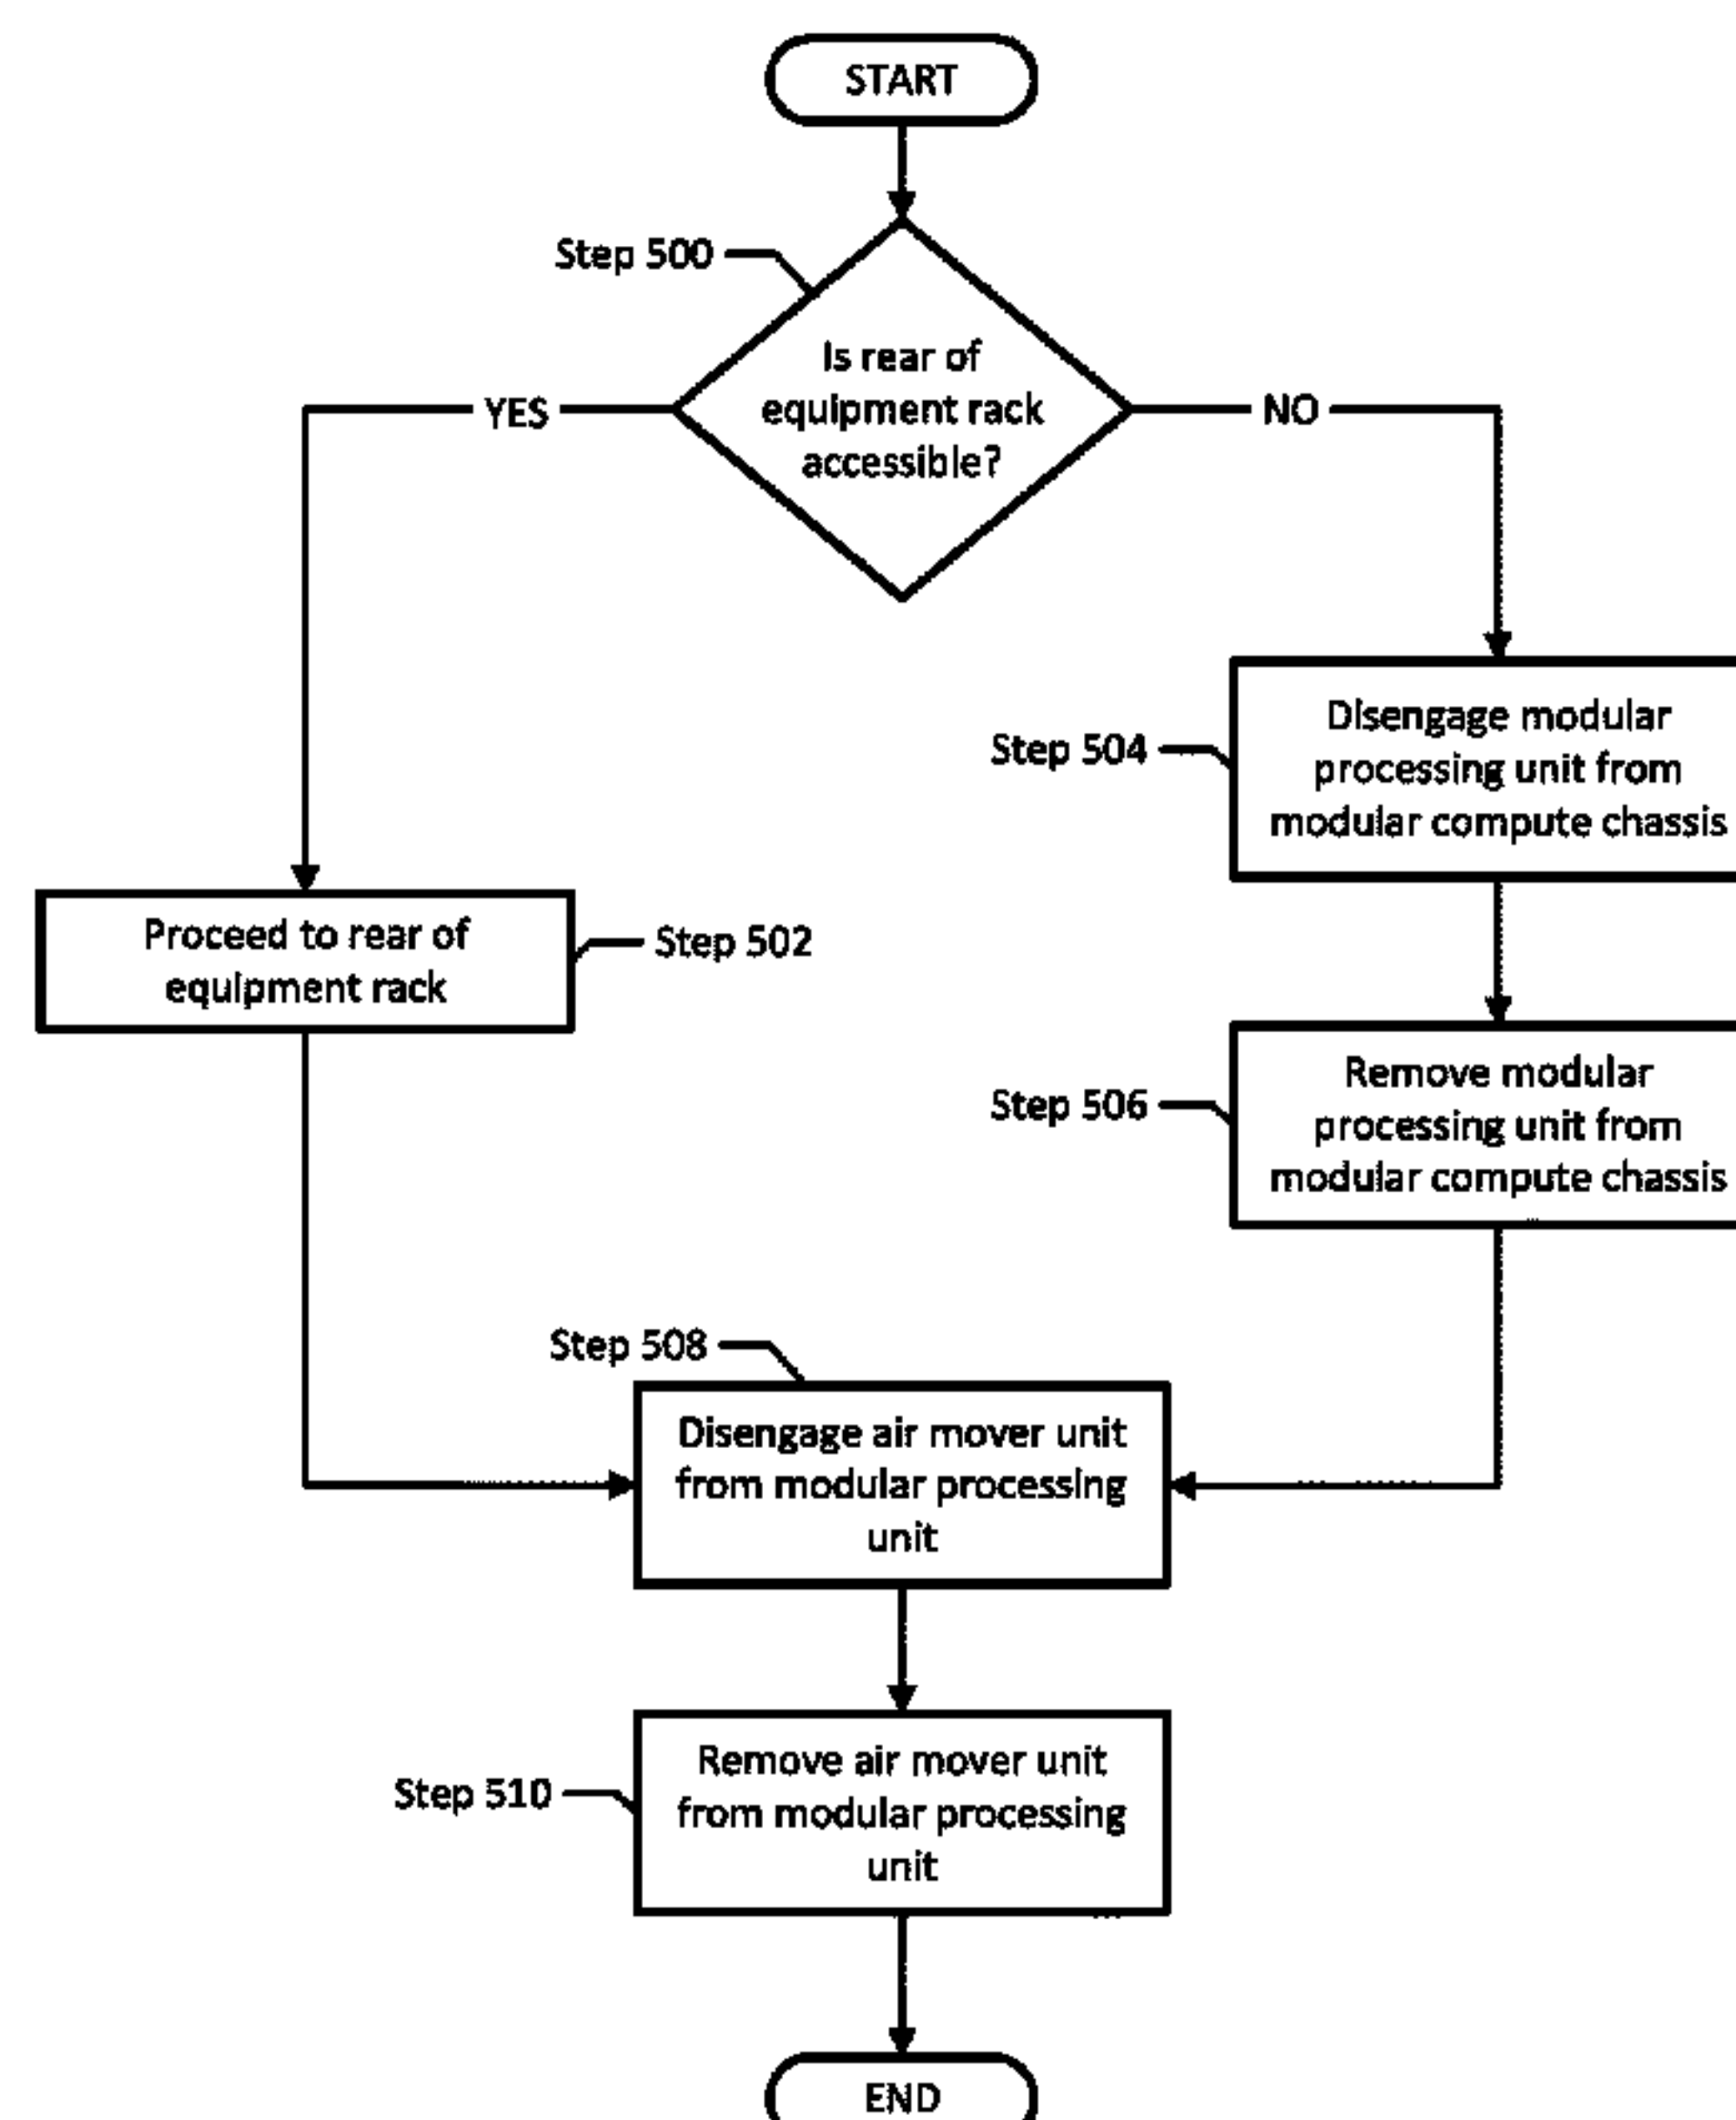 START
Step 500
Is rear of
equipment rack
accessible?
YES
NO
Step 504
Disengage modular
processing unit from
modular compute chassis
Proceed to rear of
equipment rack
Step 502
Step 506
Remove modular
processing unit from
modular compute chassis
Step 508
Disengage air mover unit
from modular processing
unit
Step 510
Remove air mover unit
from modular processing
unit
END